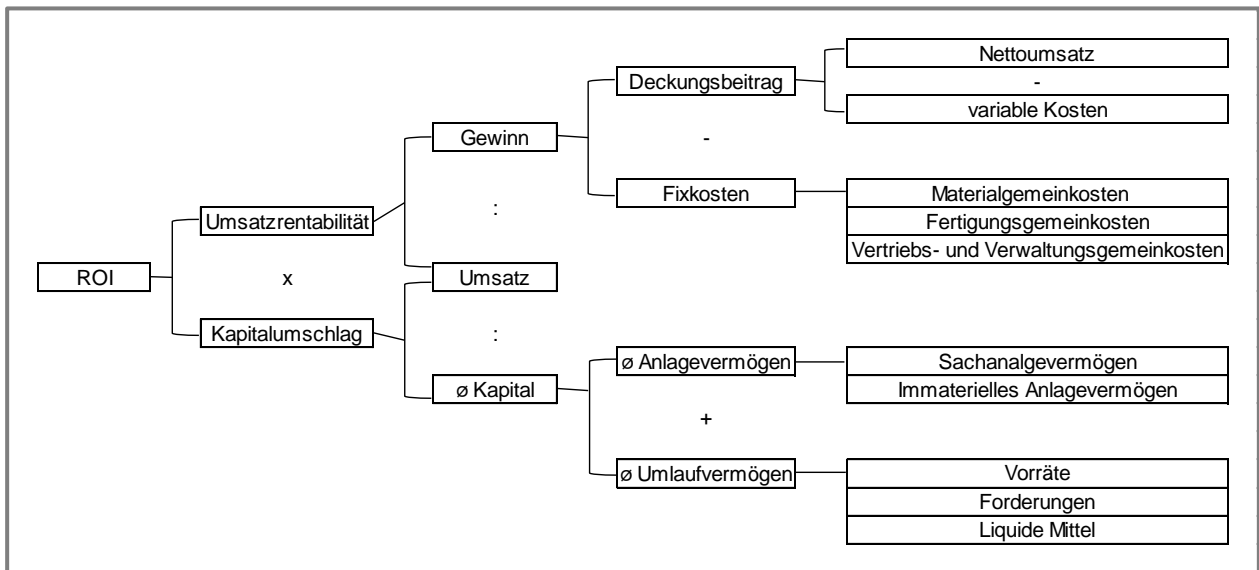 Nettoumsatz
Deckungsbeitrag
-
variable Kosten
Gewinn
-
Fixkosten
Materialgemeinkosten
Umsatzrentabilität
:
Fertigungsgemeinkosten
Vertriebs- und Verwaltungsgemeinkosten
ROI
x
Umsatz
Kapitalumschlag
:
ø Anlagevermögen
Sachanalgevermögen
ø Kapital
Immaterielles Anlagevermögen
+
ø Umlaufvermögen
Vorräte
Forderungen
Liquide Mittel